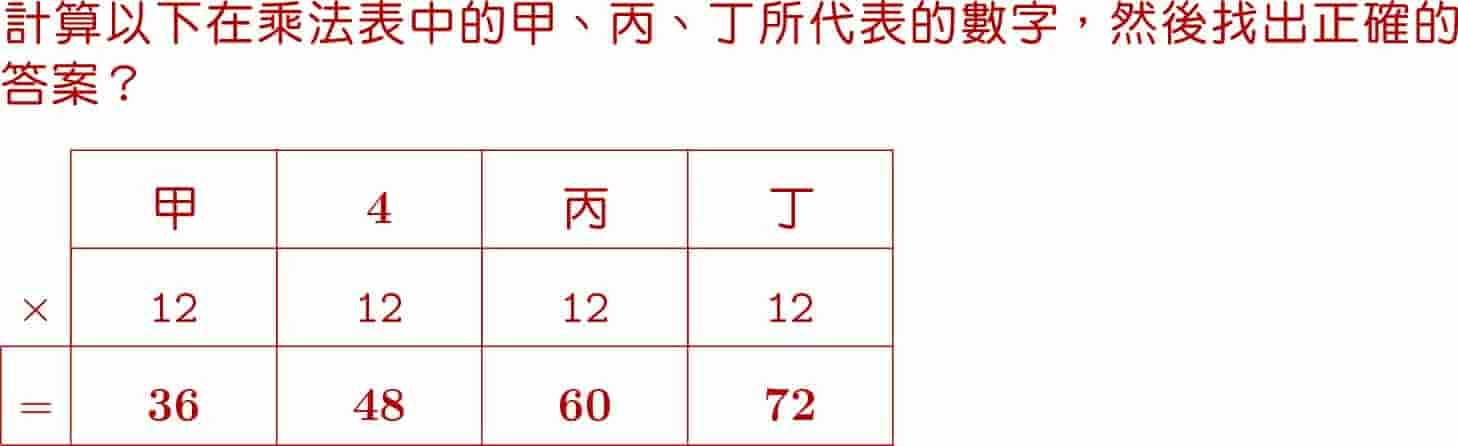 計算以下在乘法表中的甲、丙、丁所代表的數字，然後找出正確的
答案？
甲 4 丙 丁
× 12 12 12 12
= 36 48 60 72